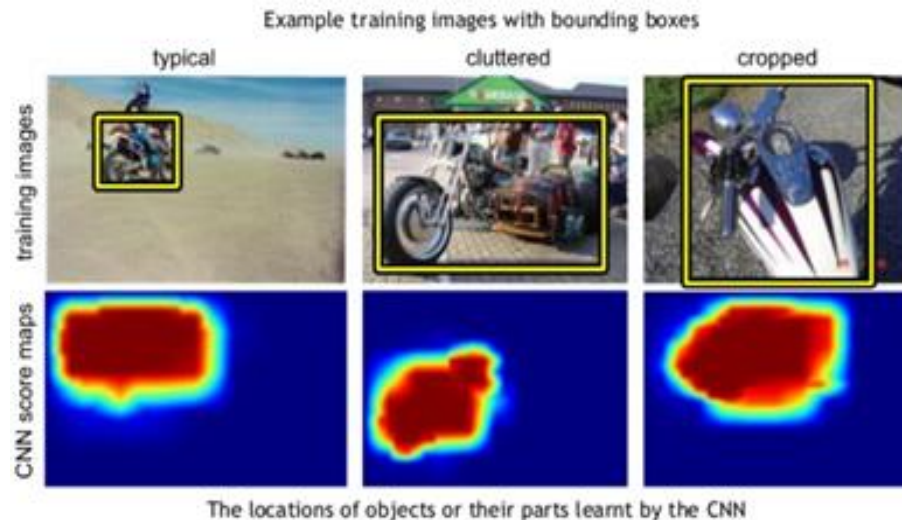 Example training images with bounding boxes
typical cluttered cropped
training images
CNN score maps
The locations of objects or their parts learnt by the CNN